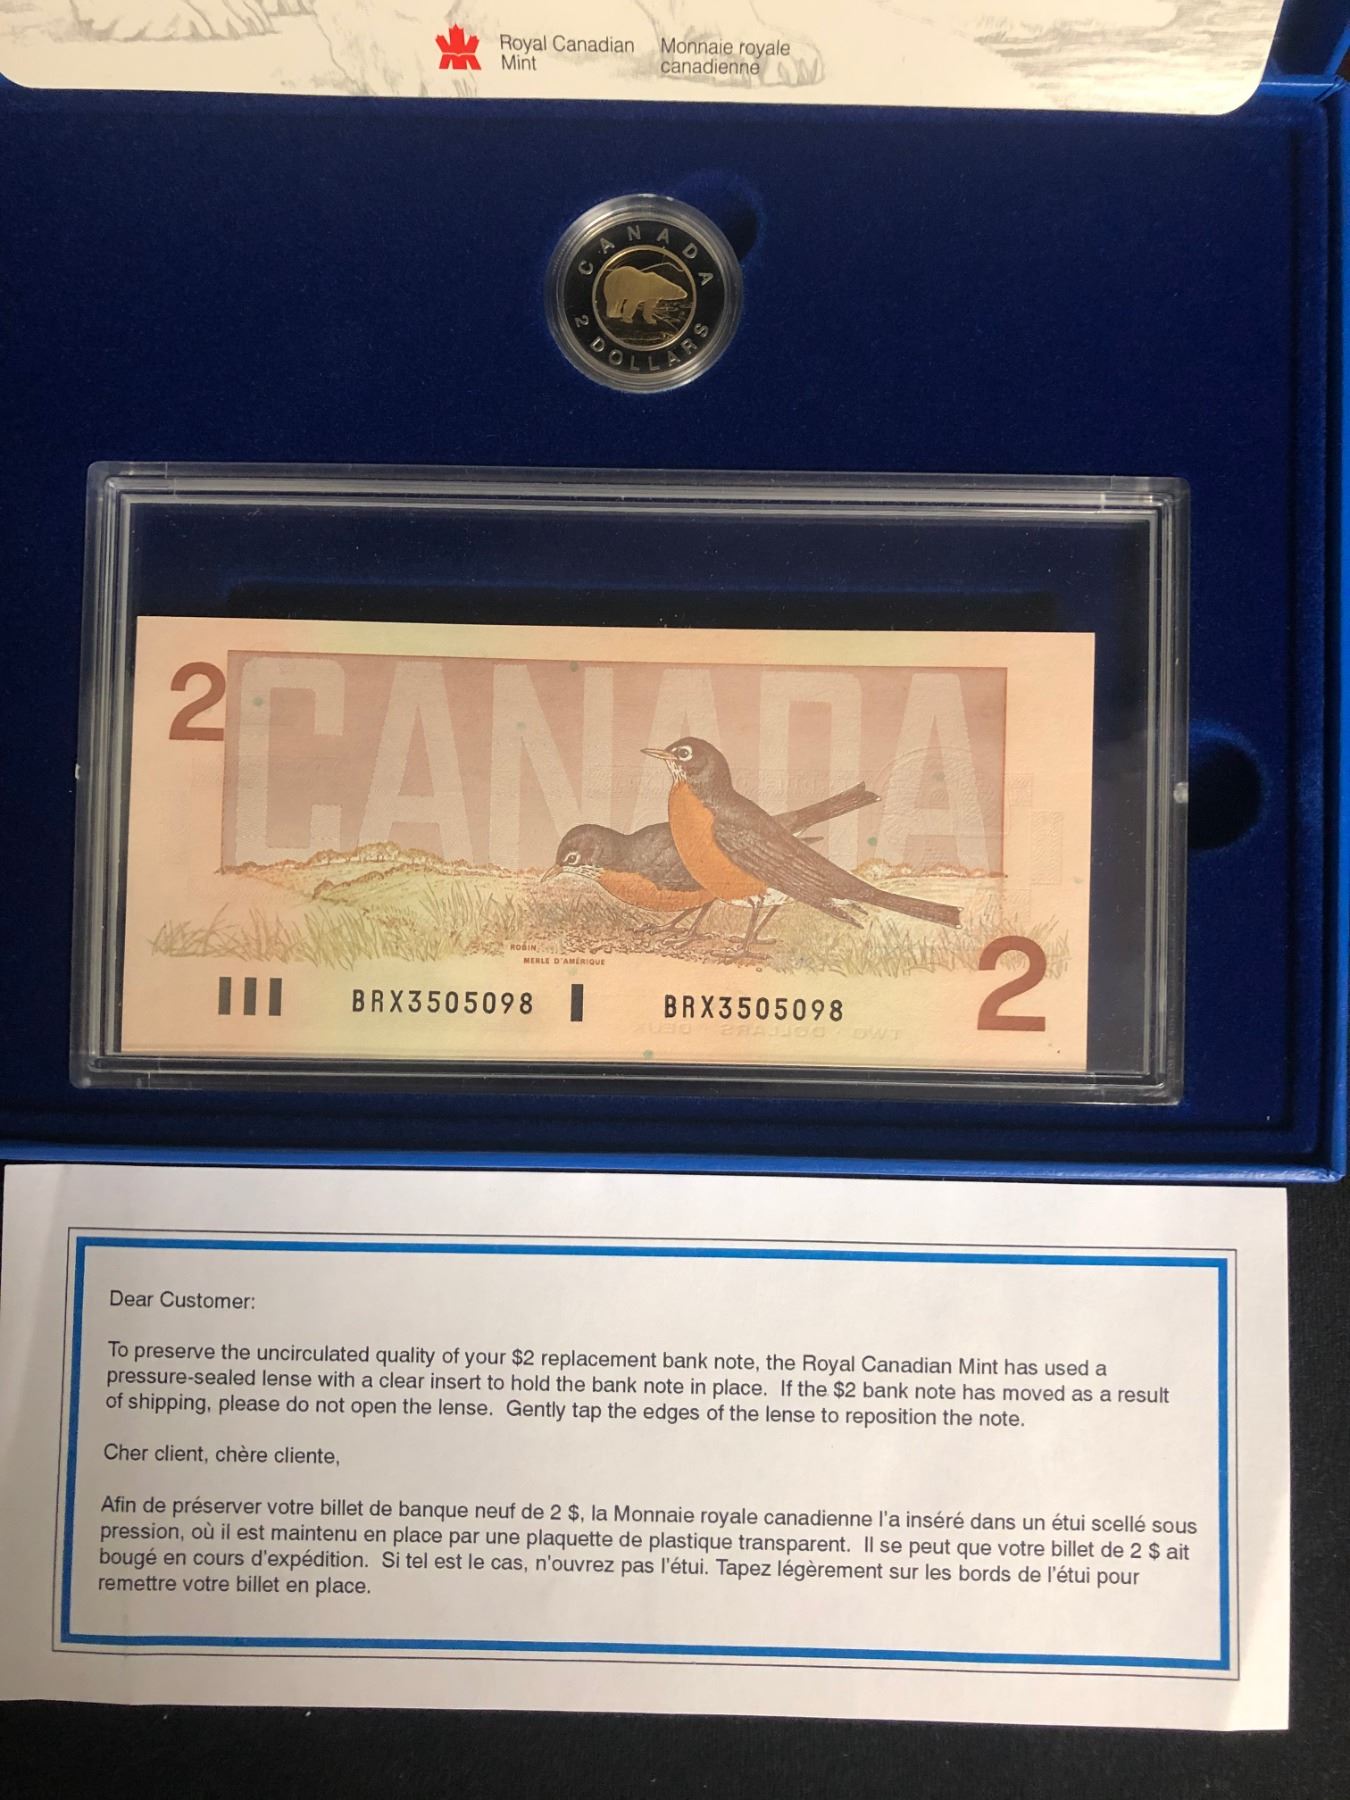 Royal Canadian Mint
Monnaie royale canadienne
CANADA
2 DOLLARS
2
CANADA
ROBIN
MERLE D'AMÉRIQUE
BRX3505098
BRX3505098
2
TWO DOLLARS DEUX
Dear Customer:
To preserve the uncirculated quality of your $2 replacement bank note, the Royal Canadian Mint has used a
pressure-sealed lense with a clear insert to hold the bank note in place. If the $2 bank note has moved as a result
of shipping, please do not open the lense. Gently tap the edges of the lense to reposition the note.
Cher client, chère cliente,
Afin de préserver votre billet de banque neuf de 2 $, la Monnaie royale canadienne l'a inséré dans un étui scellé sous
pression, où il est maintenu en place par une plaquette de plastique transparent. Il se peut que votre billet de 2 $ ait
bougé en cours d'expédition. Si tel est le cas, n'ouvrez pas l'étui. Tapez légèrement sur les bords de l'étui pour
remettre votre billet en place.